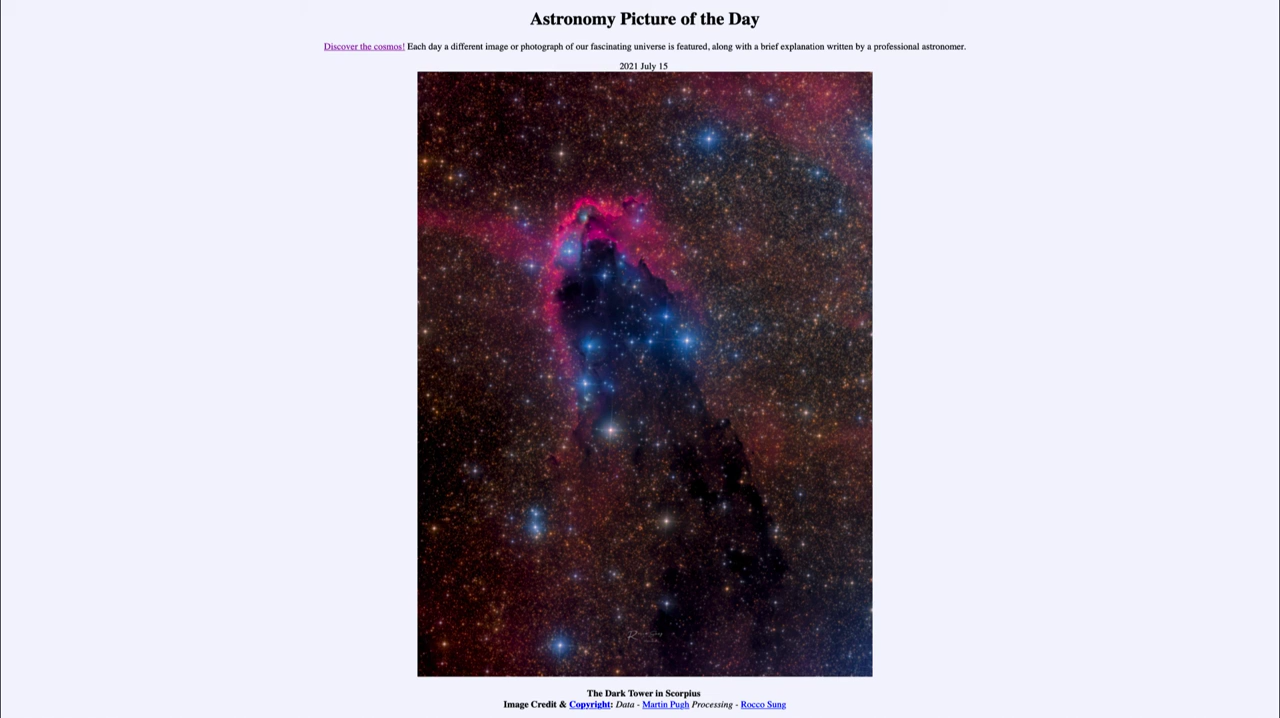 Astronomy Picture of the Day
Discover the cosmos! Each day a different image or photograph of our fascinating universe is featured, along with a brief explanation written by a professional astronomer.
2021 July 15
The Dark Tower in Scorpius
Image Credit & Copyright: Data - Martin Pugh Processing - Rocco Sung